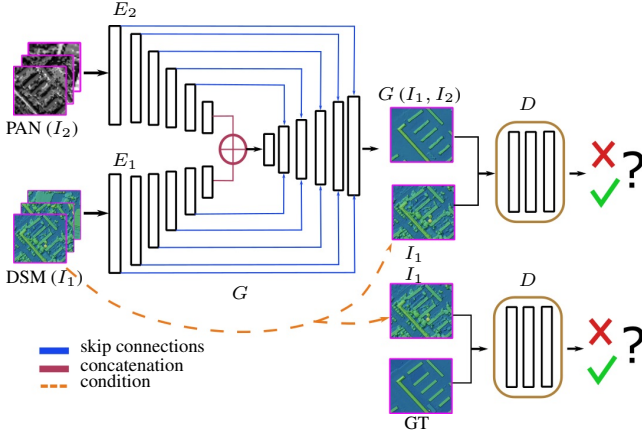 E₂
PAN (I₂)
G (I₁, I₂)
D
?
E₁
DSM (I₁)
I₁
G
I₁
D
?
skip connections
concatenation
condition
GT